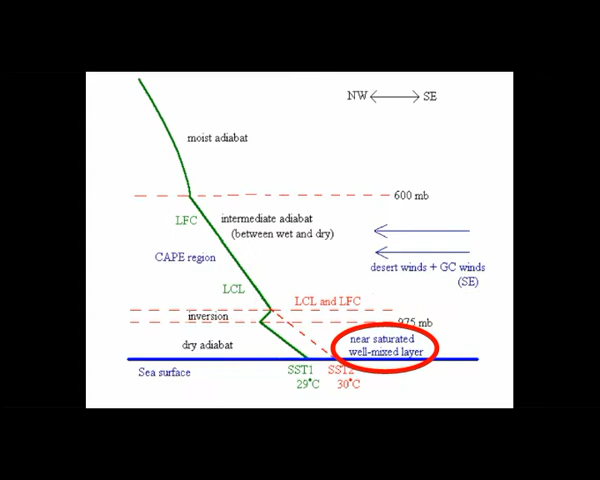 NW SE
moist adiabat
600 mb
LFC
intermediate adiabat
(between wet and dry)
CAPE region
desert winds + GC winds
(SE)
LCL
LCL and LFC
inversion
975 mb
near saturated
well-mixed layer
dry adiabat
Sea surface
SST1
29°C
SST2
30°C